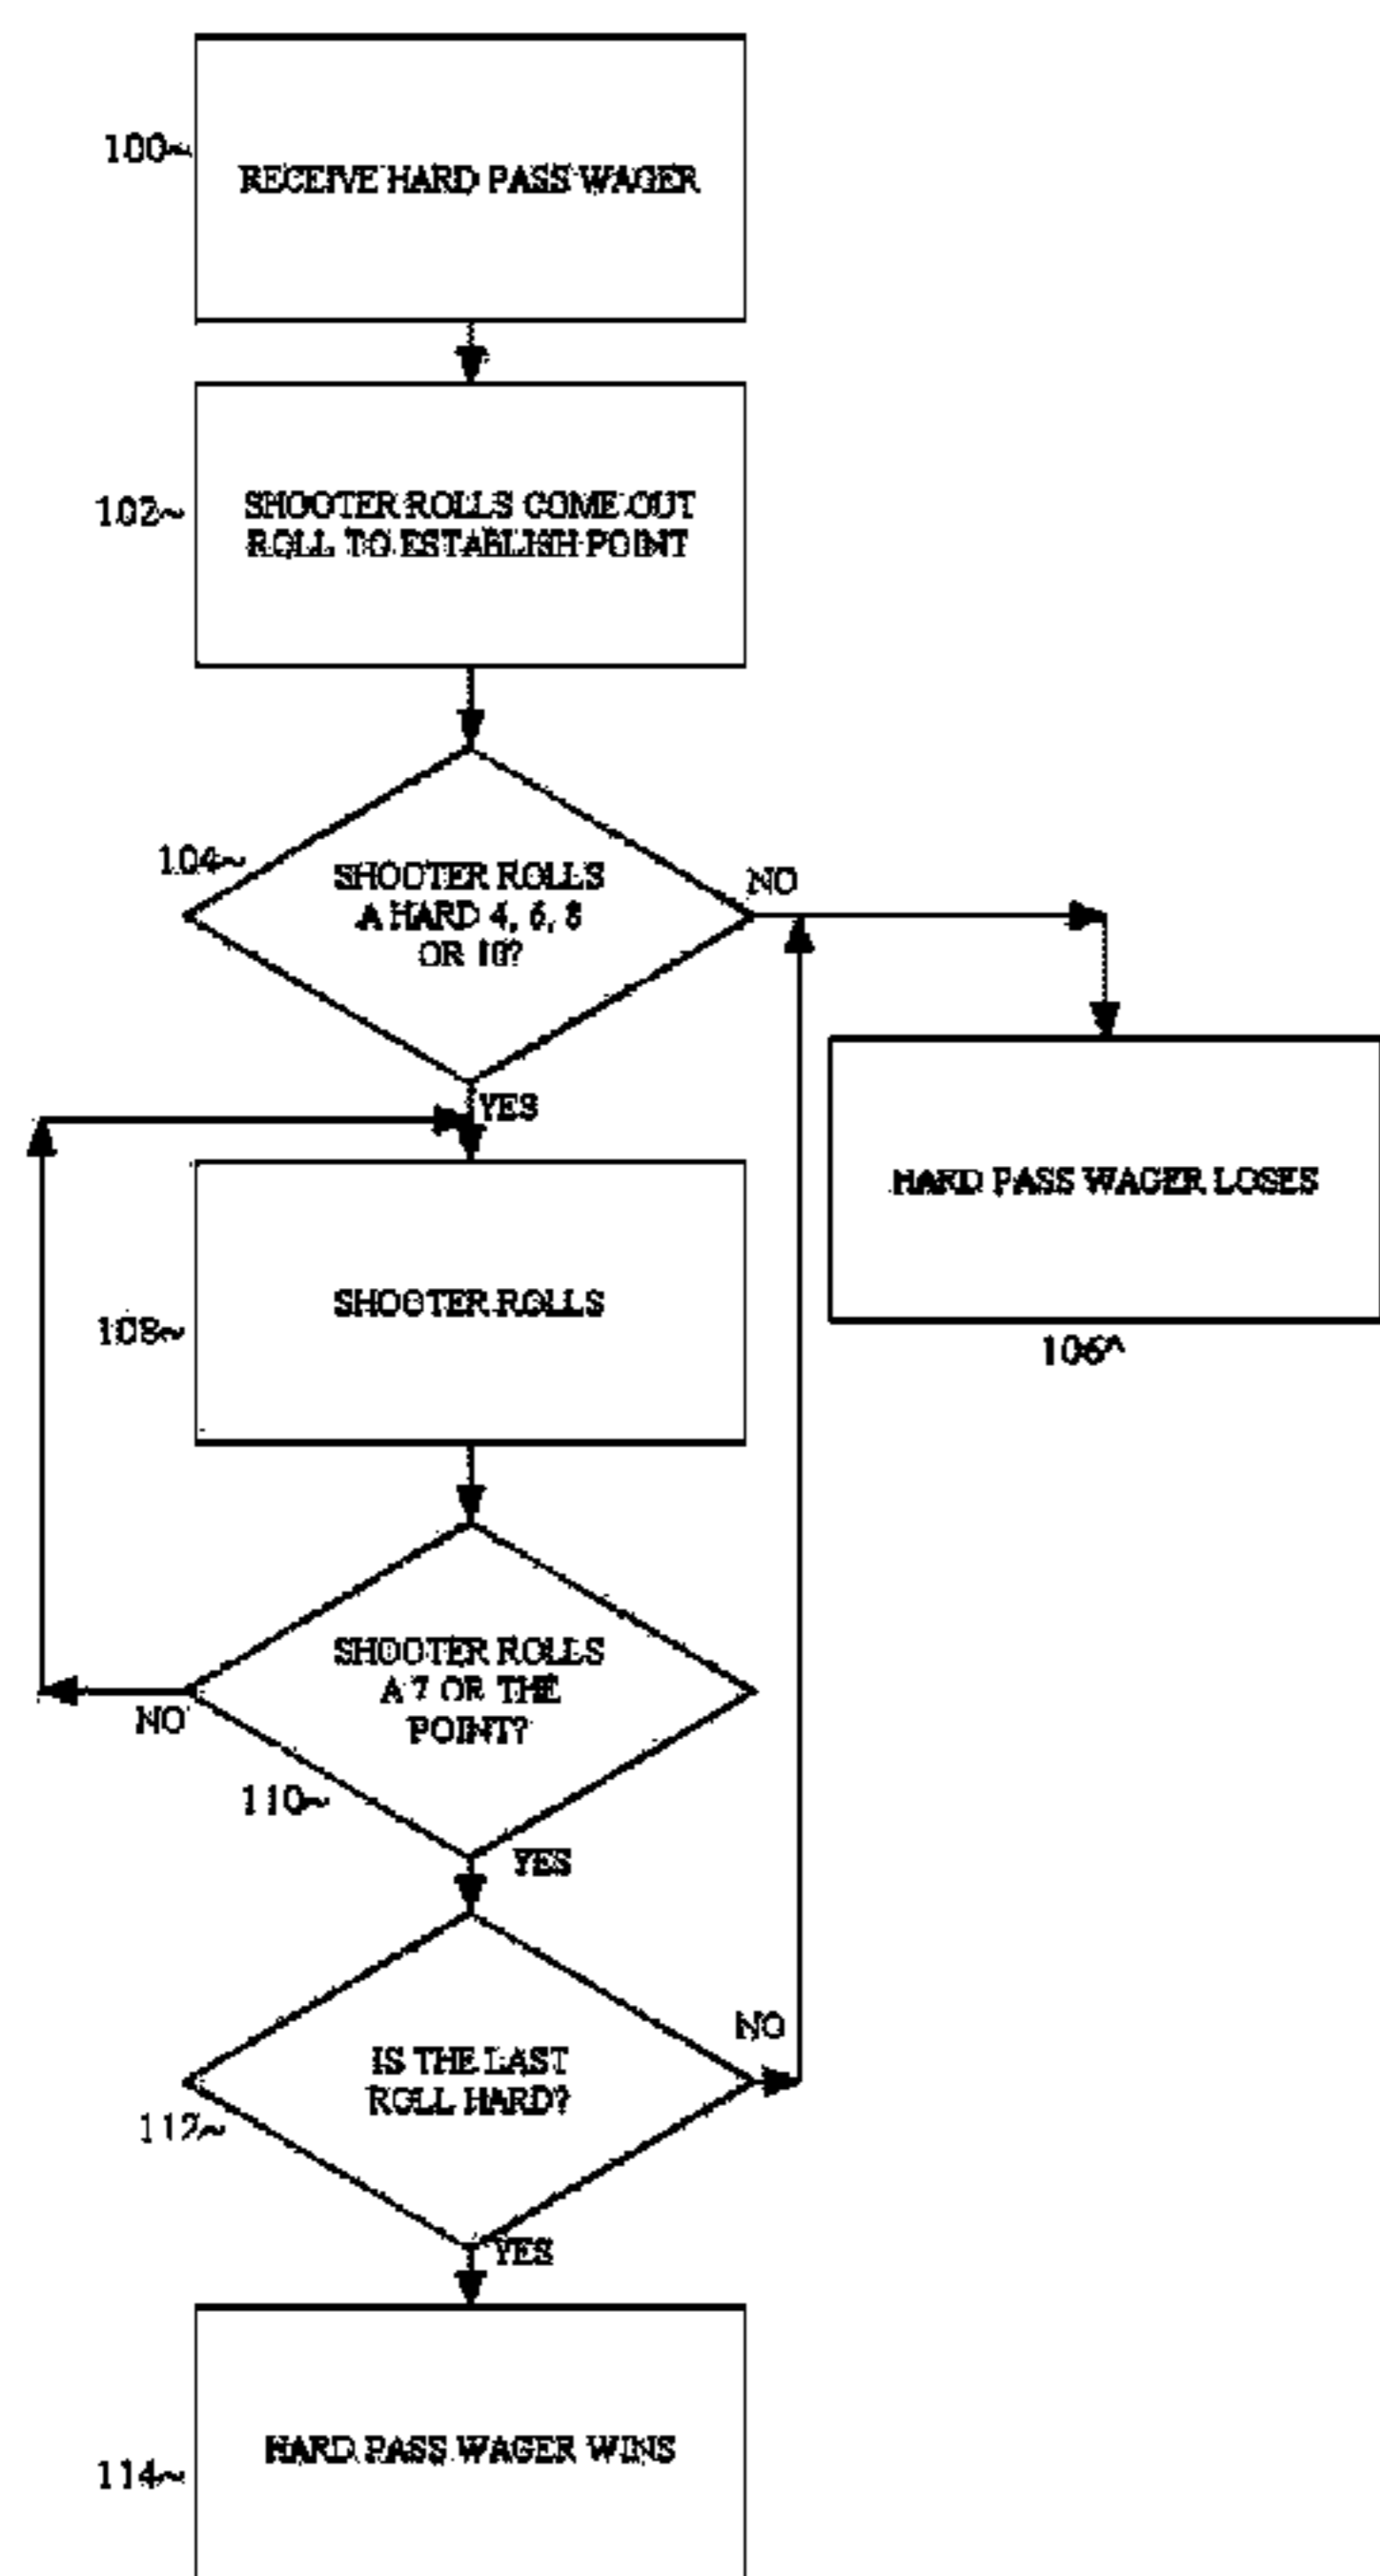 100~
RECEIVE HARD PASS WAGER
102~
SHOOTER ROLLS COME OUT
ROLL TO ESTABLISH POINT
104~
SHOOTER ROLLS
A HARD 4, 6, 8
OR 10?
NO
YES
HARD PASS WAGER LOSES
106^
108~
SHOOTER ROLLS
SHOOTER ROLLS
A 7 OR THE
POINT?
NO
110~
YES
IS THE LAST
ROLL HARD?
NO
112~
YES
HARD PASS WAGER WINS
114~